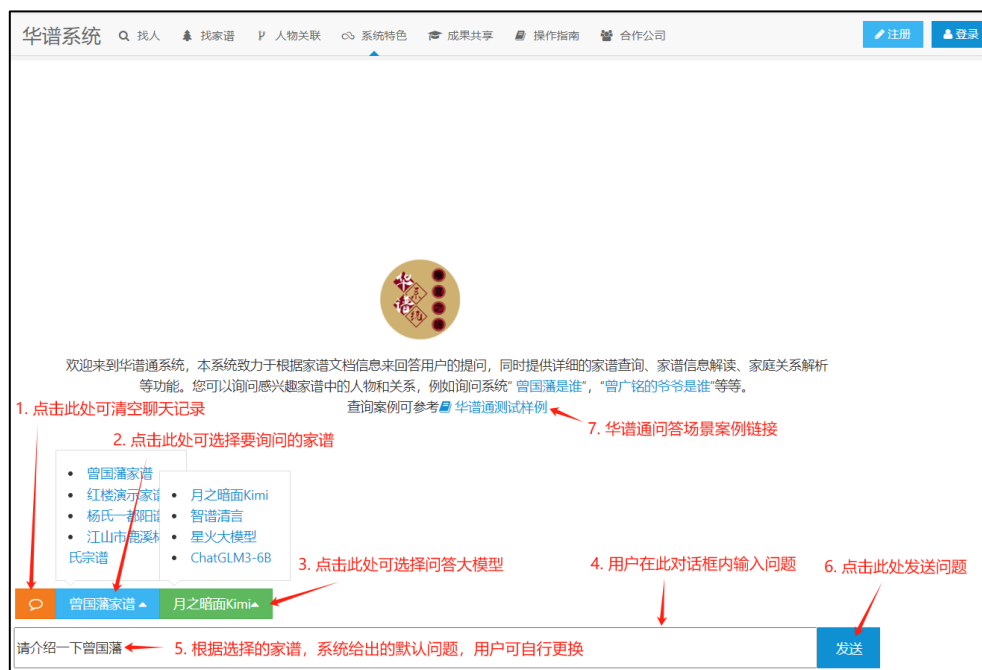 华谱系统 找人 找家谱 人物关联 系统特色 成果共享 操作指南 合作公司 注册 登录
华谱通
欢迎来到华谱通系统，本系统致力于根据家谱文档信息来回答用户的提问，同时提供详细的家谱查询、家谱信息解读、家庭关系解析
等功能。您可以询问感兴趣家谱中的人物和关系，例如询问系统“ 曾国藩是谁”，“曾广铭的爷爷是谁”等等。
查询案例可参考 华谱通测试样例
1. 点击此处可清空聊天记录
7. 华谱通问答场景案例链接
2. 点击此处可选择要询问的家谱
曾国藩家谱
红楼演示家谱
杨氏一都阳谱
江山市鹿溪林
氏宗谱
月之暗面Kimi
智谱清言
星火大模型
ChatGLM3-6B
3. 点击此处可选择问答大模型
4. 用户在此对话框内输入问题
6. 点击此处发送问题
曾国藩家谱 月之暗面Kimi
请介绍一下曾国藩
5. 根据选择的家谱，系统给出的默认问题，用户可自行更换
发送